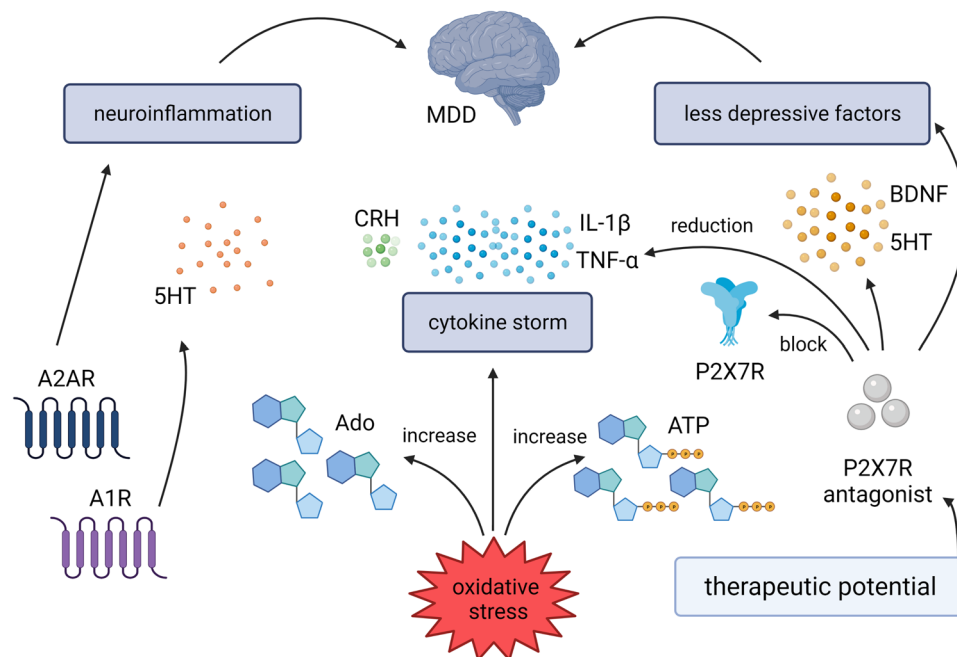 MDD
neuroinflammation
less depressive factors
CRH
IL-1β
TNF-α
reduction
BDNF
5HT
5HT
cytokine storm
P2X7R
block
A2AR
Ado
increase
increase
ATP
P P P
P P P
P P P
P2X7R
antagonist
A1R
oxidative
stress
therapeutic potential